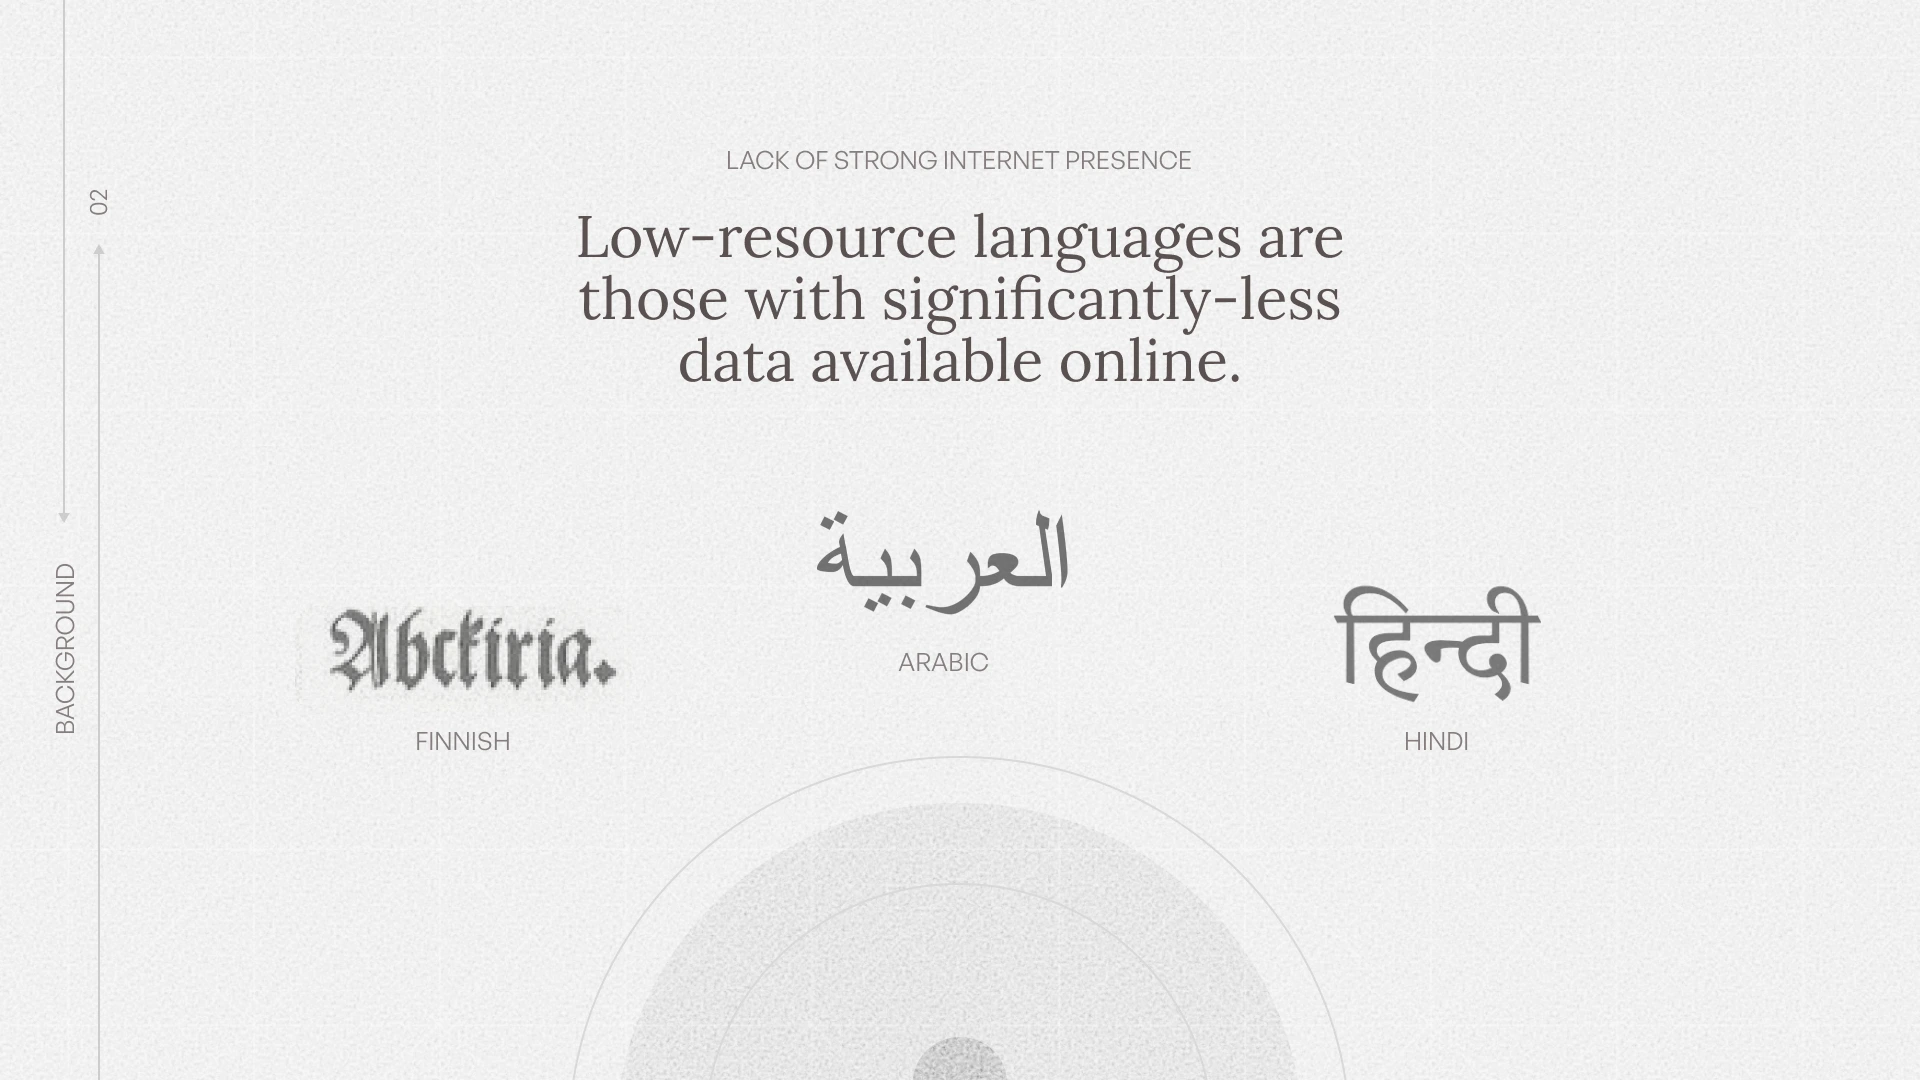 02
BACKGROUND
LACK OF STRONG INTERNET PRESENCE
Low-resource languages are
those with significantly-less
data available online.
العربية
ARABIC
Abckiria.
FINNISH
हिन्दी
HINDI